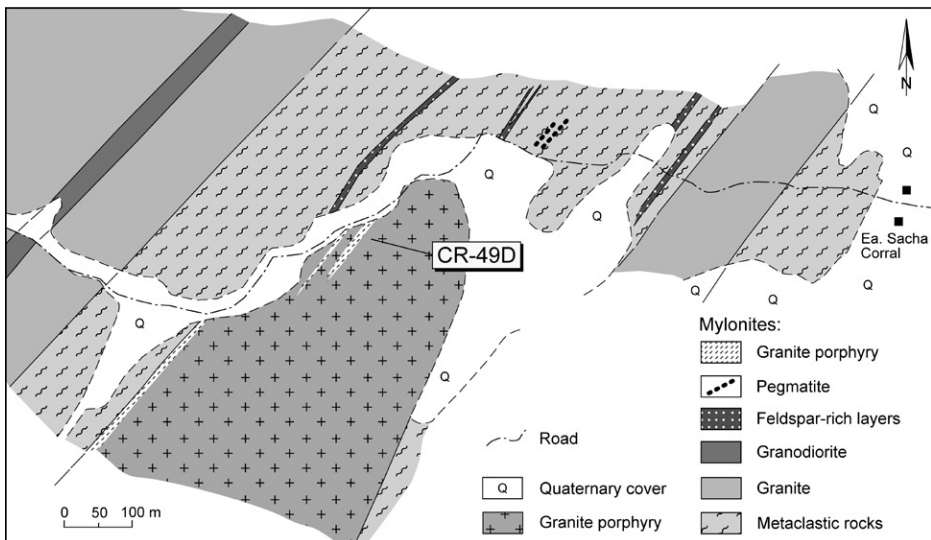 N
Q
Q
Q
CR-49D
Q
Ea. Sacha
Corral
Q
Q
Q
Q
Q
Mylonites:
Granite porphyry
Pegmatite
Feldspar-rich layers
Granodiorite
Granite
Metaclastic rocks
Road
Q Quaternary cover
Granite porphyry
0 50 100 m